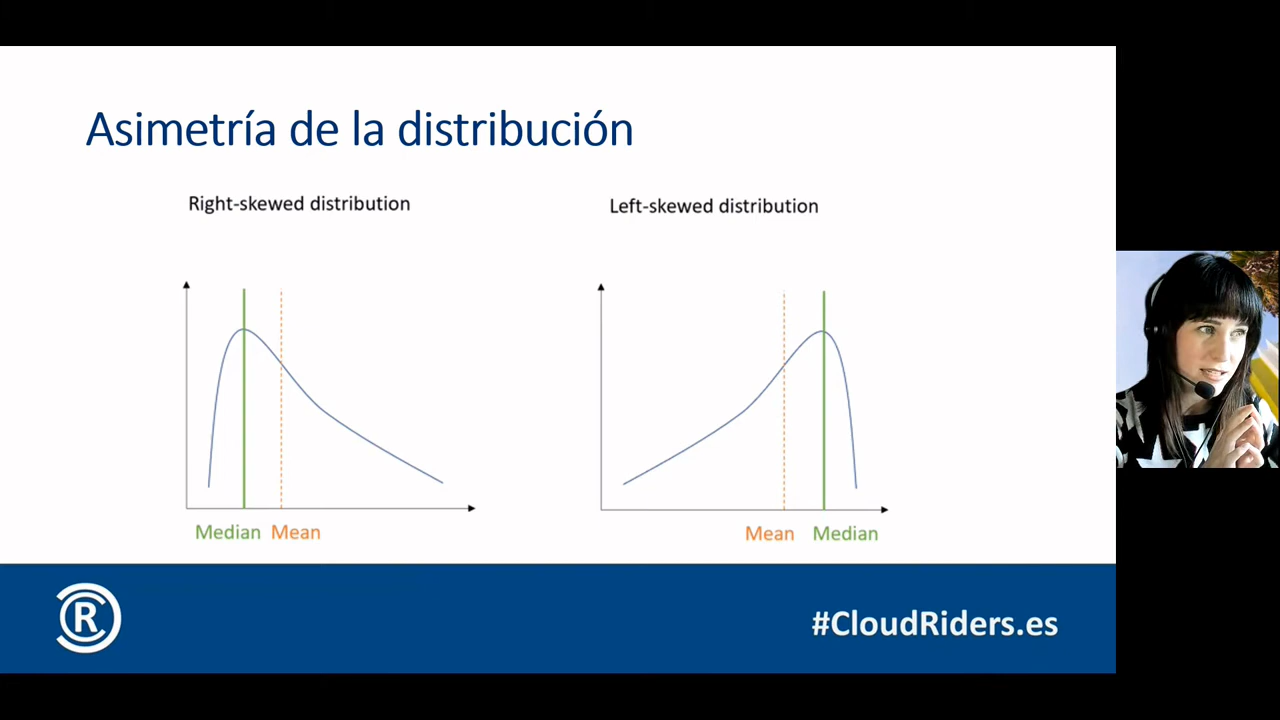 Asimetría de la distribución
Right-skewed distribution
Left-skewed distribution
Median Mean
Mean Median
R
#CloudRiders.es